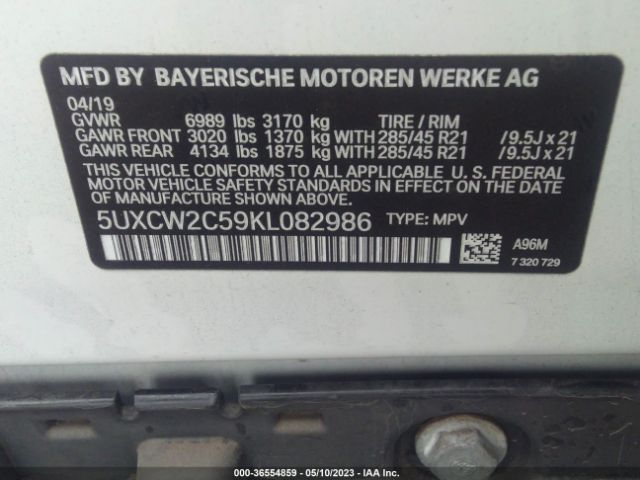 MFD BY BAYERISCHE MOTOREN WERKE AG
04/19
GVWR 6989 lbs 3170 kg TIRE / RIM
GAWR FRONT 3020 lbs 1370 kg WITH 285/45 R21 /9.5J x 21
GAWR REAR 4134 lbs 1875 kg WITH 285/45 R21 /9.5J x 21
THIS VEHICLE CONFORMS TO ALL APPLICABLE U. S. FEDERAL
MOTOR VEHICLE SAFETY STANDARDS IN EFFECT ON THE DATE
OF MANUFACTURE SHOWN ABOVE.
5UXCW2C59KL082986 TYPE: MPV
A96M
7 320 729
000-36554859 — 05/10/2023 — IAA Inc.